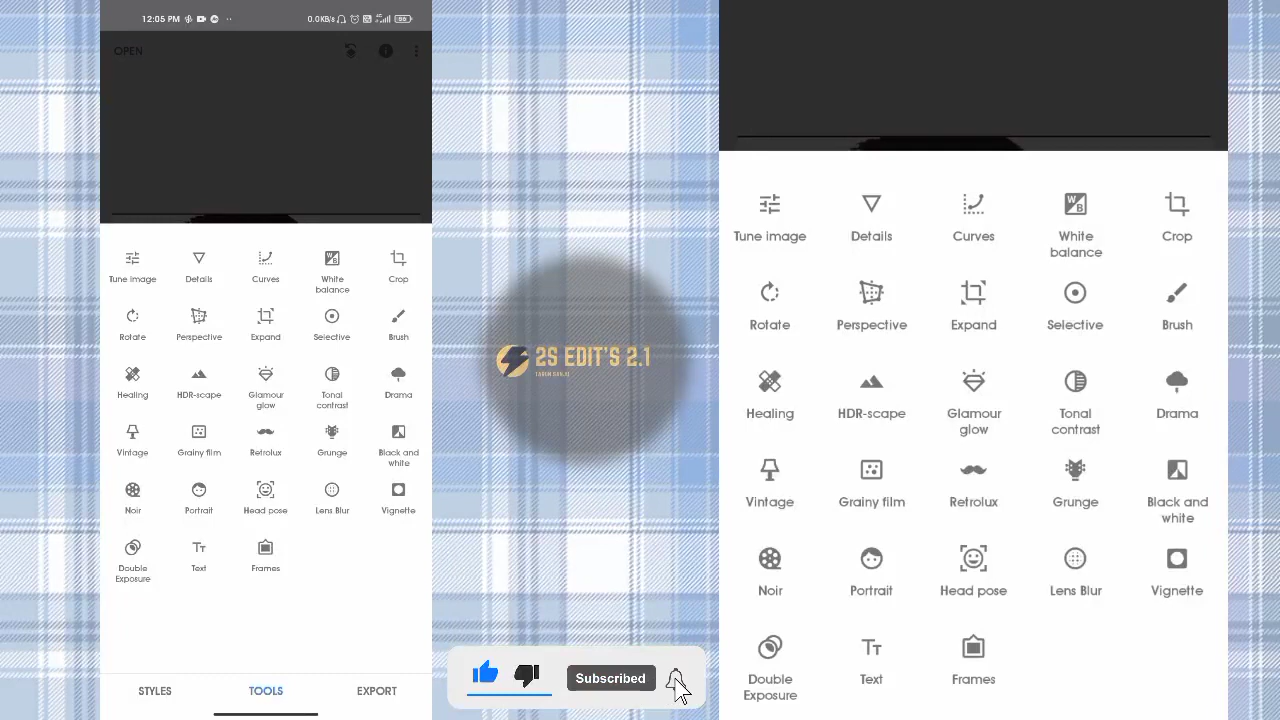 12:05 PM
0.0KB/s
OPEN
Tune image Details Curves White balance Crop
Rotate Perspective Expand Selective Brush
Healing HDR-scape Glamour glow Tonal contrast Drama
Vintage Grainy film Retrolux Grunge Black and white
Noir Portrait Head pose Lens Blur Vignette
Double Exposure Text Frames
STYLES TOOLS EXPORT
2S EDIT'S 2.1
Subscribed
Tune image Details Curves White balance Crop
Rotate Perspective Expand Selective Brush
Healing HDR-scape Glamour glow Tonal contrast Drama
Vintage Grainy film Retrolux Grunge Black and white
Noir Portrait Head pose Lens Blur Vignette
Double Exposure Text Frames